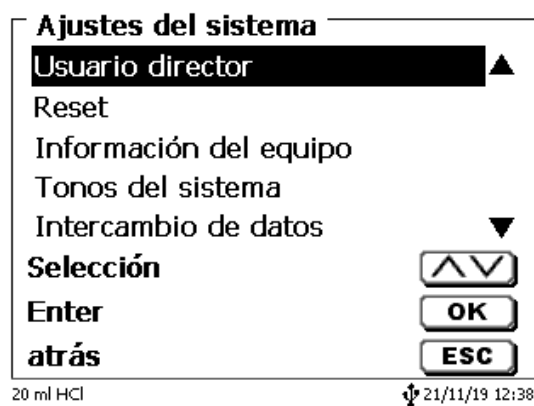 Ajustes del sistema
Usuario director
Reset
Información del equipo
Tonos del sistema
Intercambio de datos
Selección
Enter OK
atrás ESC
20 ml HCl 21/11/19 12:38